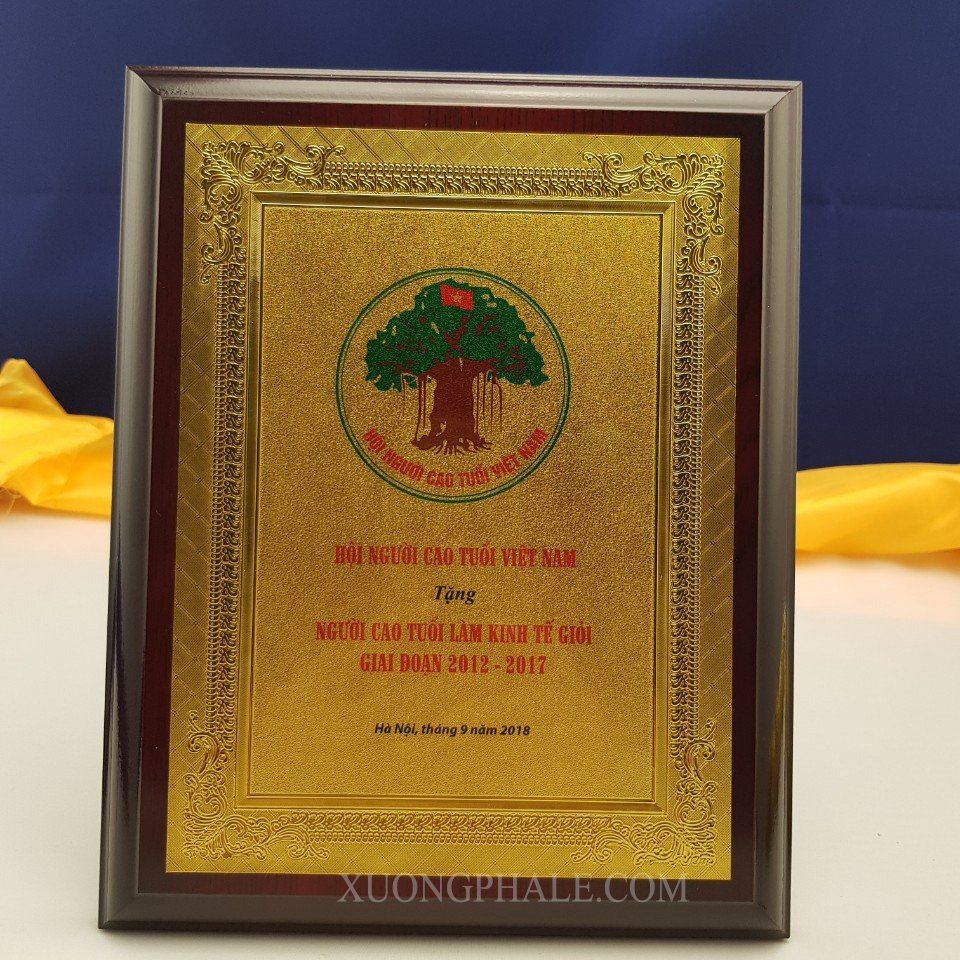 HỘI NGƯỜI CAO TUỔI VIỆT NAM
HỘI NGƯỜI CAO TUỔI VIỆT NAM
Tặng
NGƯỜI CAO TUỔI LÀM KINH TẾ GIỎI
GIAI ĐOẠN 2012 - 2017
Hà Nội, tháng 9 năm 2018
XUONGPHALE.COM